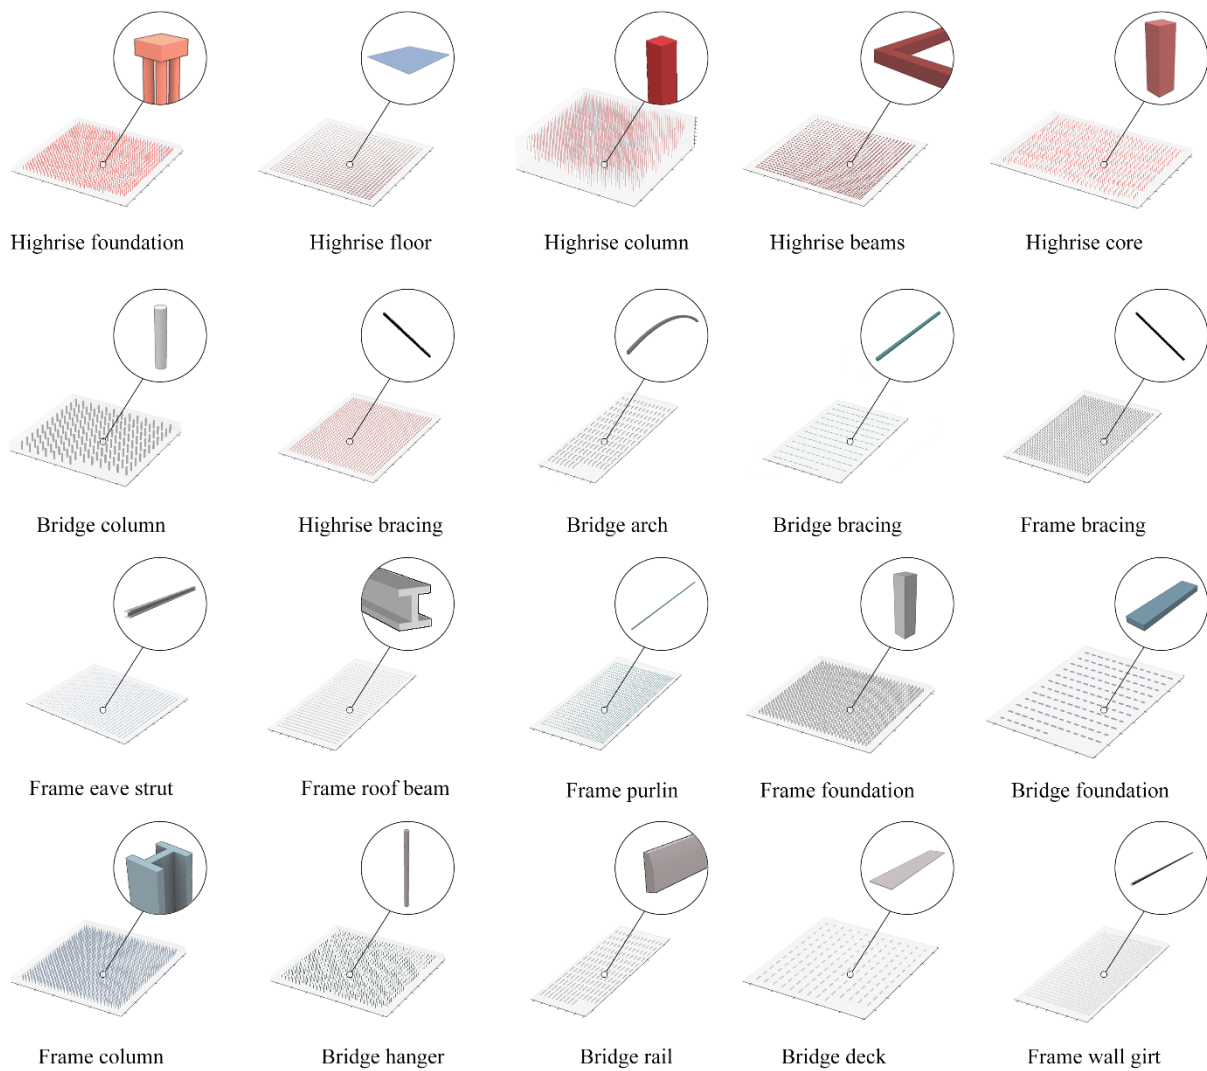 Highrise foundation
Highrise floor
Highrise column
Highrise beams
Highrise core
Bridge column
Highrise bracing
Bridge arch
Bridge bracing
Frame bracing
Frame eave strut
Frame roof beam
Frame purlin
Frame foundation
Bridge foundation
Frame column
Bridge hanger
Bridge rail
Bridge deck
Frame wall girt